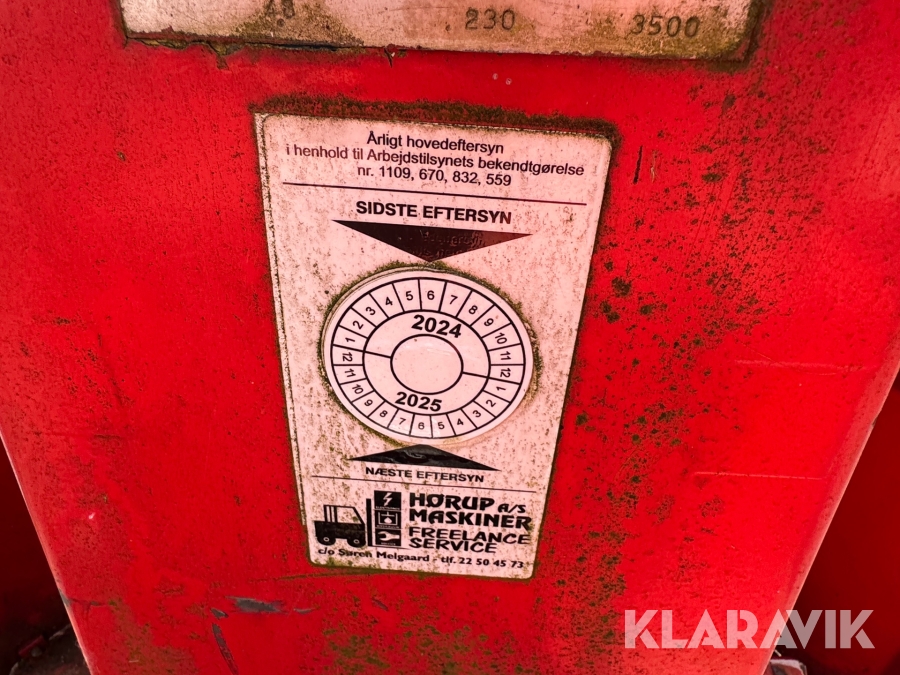 48 230 3500
Årligt hovedeftersyn
i henhold til Arbejdstilsynets bekendtgørelse
nr. 1109, 670, 832, 559
SIDSTE EFTERSYN
1 2 3 4 5 6 7 8 9 10 11 12
2024
2025
1 2 3 4 5 6 7 8 9 10 11 12
NÆSTE EFTERSYN
HØRUP A/S
MASKINER
FREELANCE
SERVICE
c/o Søren Melgaard - tlf. 22 50 45 73
KLARAVIK